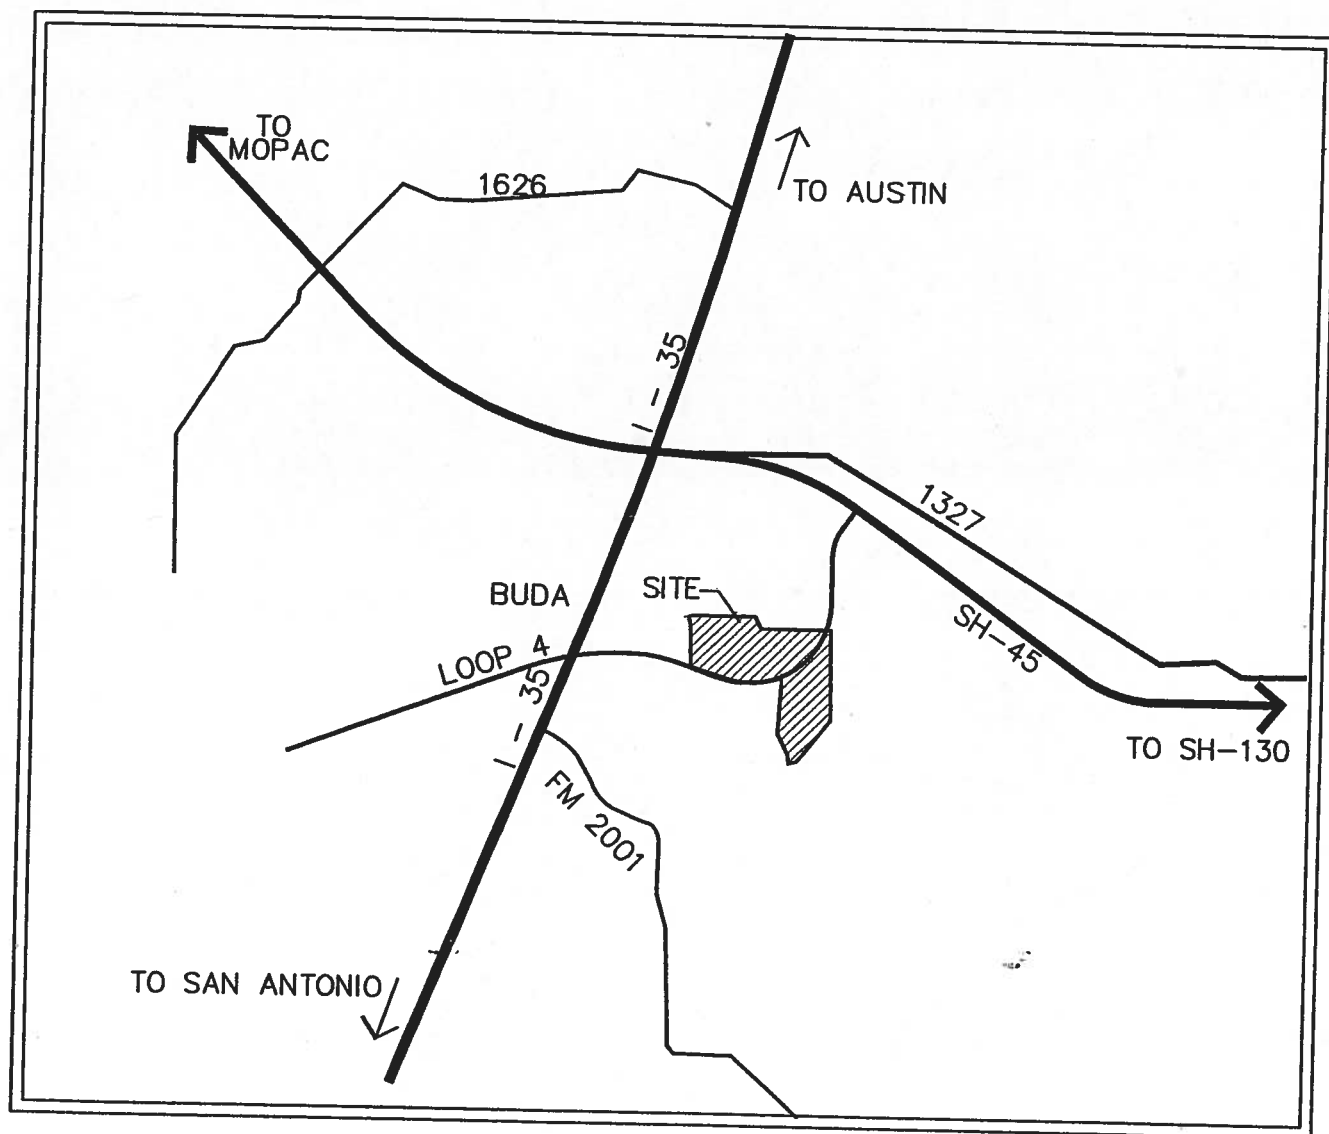 TO
MOPAC
1626
TO AUSTIN
I - 35
1327
BUDA
SITE
SH-45
LOOP 4
I - 35
TO SH-130
FM 2001
TO SAN ANTONIO